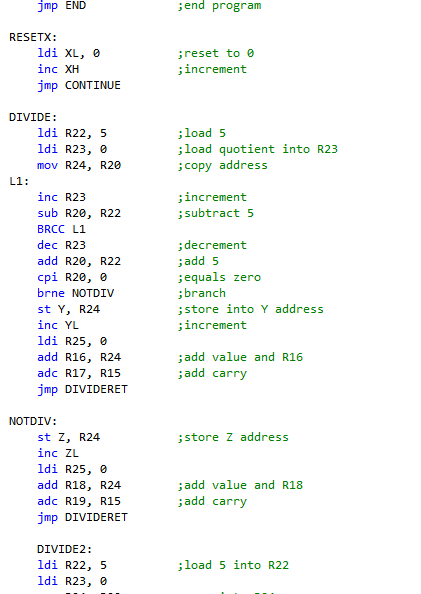 jmp END ;end program
RESETX:
ldi XL, 0 ;reset to 0
inc XH ;increment
jmp CONTINUE
DIVIDE:
ldi R22, 5 ;load 5
ldi R23, 0 ;load quotient into R23
mov R24, R20 ;copy address
L1:
inc R23 ;increment
sub R20, R22 ;subtract 5
BRCC L1
dec R23 ;decrement
add R20, R22 ;add 5
cpi R20, 0 ;equals zero
brne NOTDIV ;branch
st Y, R24 ;store into Y address
inc YL ;increment
ldi R25, 0
add R16, R24 ;add value and R16
adc R17, R15 ;add carry
jmp DIVIDERET
NOTDIV:
st Z, R24 ;store Z address
inc ZL
ldi R25, 0
add R18, R24 ;add value and R18
adc R19, R15 ;add carry
jmp DIVIDERET
DIVIDE2:
ldi R22, 5 ;load 5 into R22
ldi R23, 0